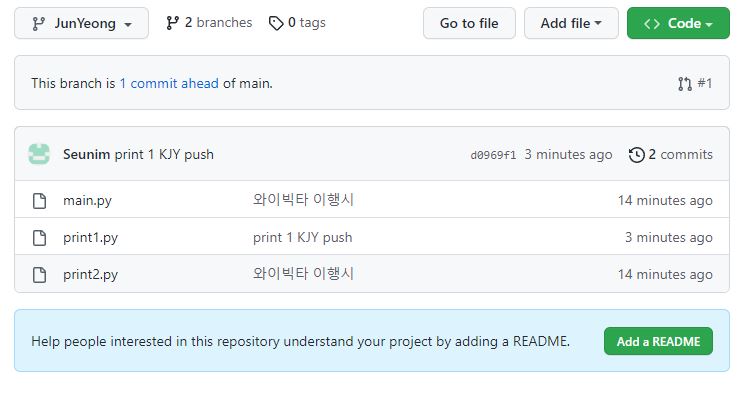 JunYeong 2 branches 0 tags Go to file Add file Code
This branch is 1 commit ahead of main. #1
Seunim print 1 KJY push d0969f1 3 minutes ago 2 commits
main.py 와이빅타 이행시 14 minutes ago
print1.py print 1 KJY push 3 minutes ago
print2.py 와이빅타 이행시 14 minutes ago
Help people interested in this repository understand your project by adding a README. Add a README